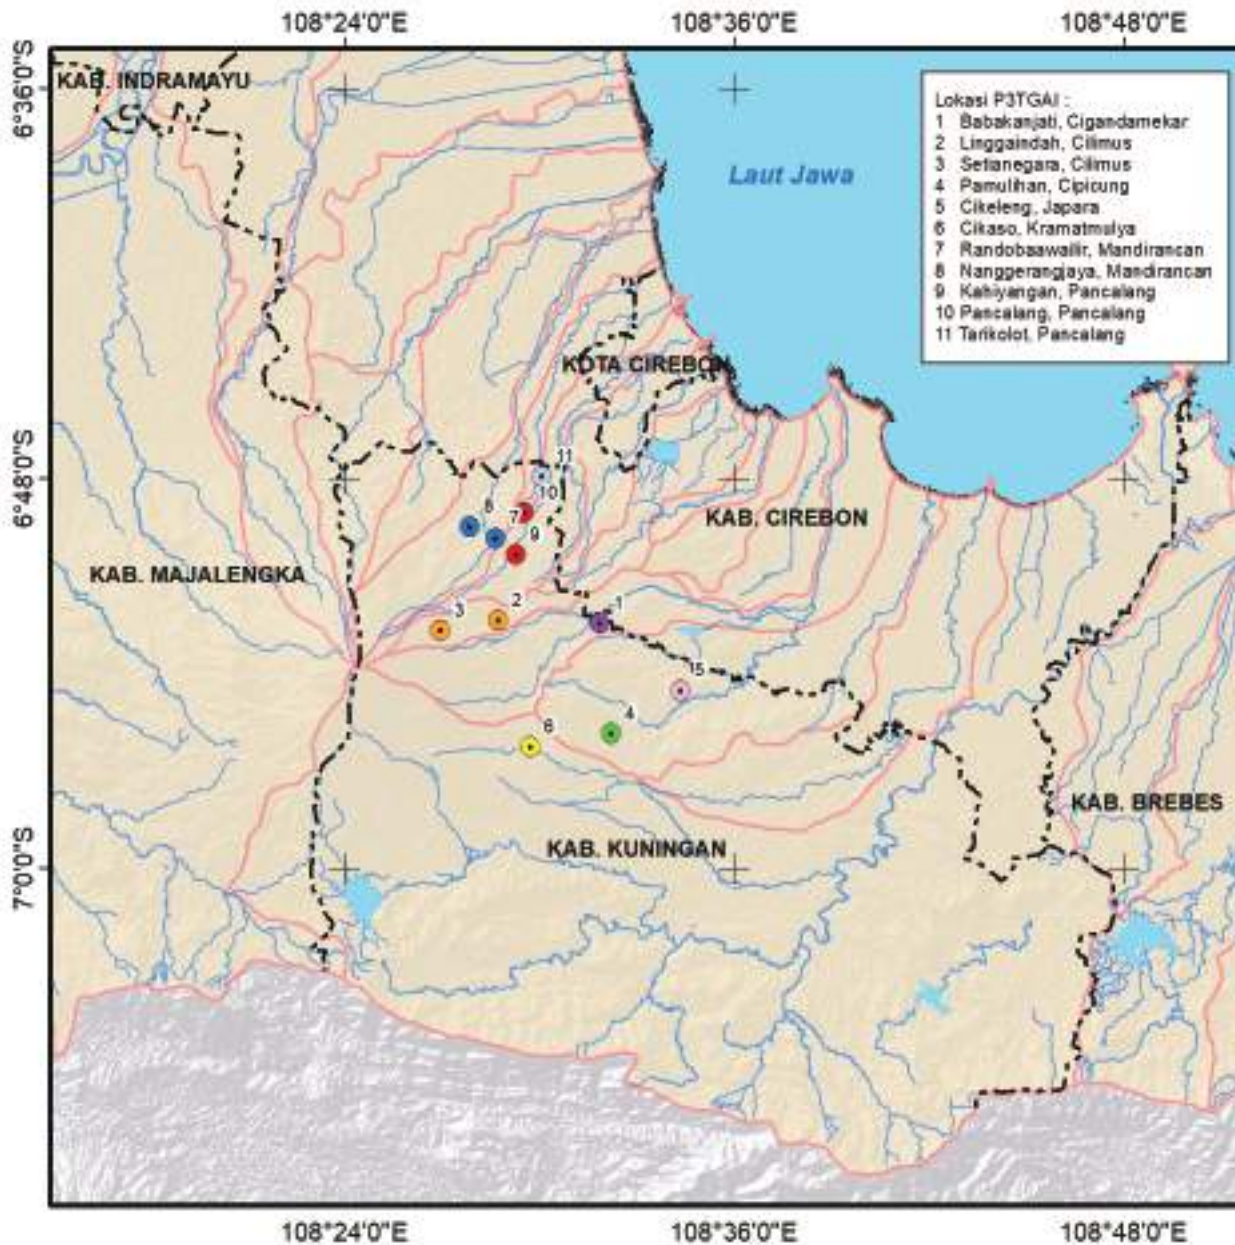 108°24'0"E 108°36'0"E 108°48'0"E
6°36'0"S
KAB. INDRAMAYU
Lokasi P3TGAI :
1 Babakanjati, Cigandamekar
2 Linggaindah, Cilimus
3 Setianegara, Cilimus
4 Pamulihan, Cipicung
5 Cikeleng, Japara
6 Cikaso, Kramatmulya
7 Randobaawailir, Mandirancan
8 Nanggerangjaya, Mandirancan
9 Kahiyangan, Pancalang
10 Pancalang, Pancalang
11 Tarikolot, Pancalang
Laut Jawa
KOTA CIREBON
11
6°48'0"S
10
8
7
KAB. CIREBON
9
KAB. MAJALENGKA
2
1
3
15
4
6
KAB. BREBES
KAB. KUNINGAN
7°0'0"S
108°24'0"E 108°36'0"E 108°48'0"E